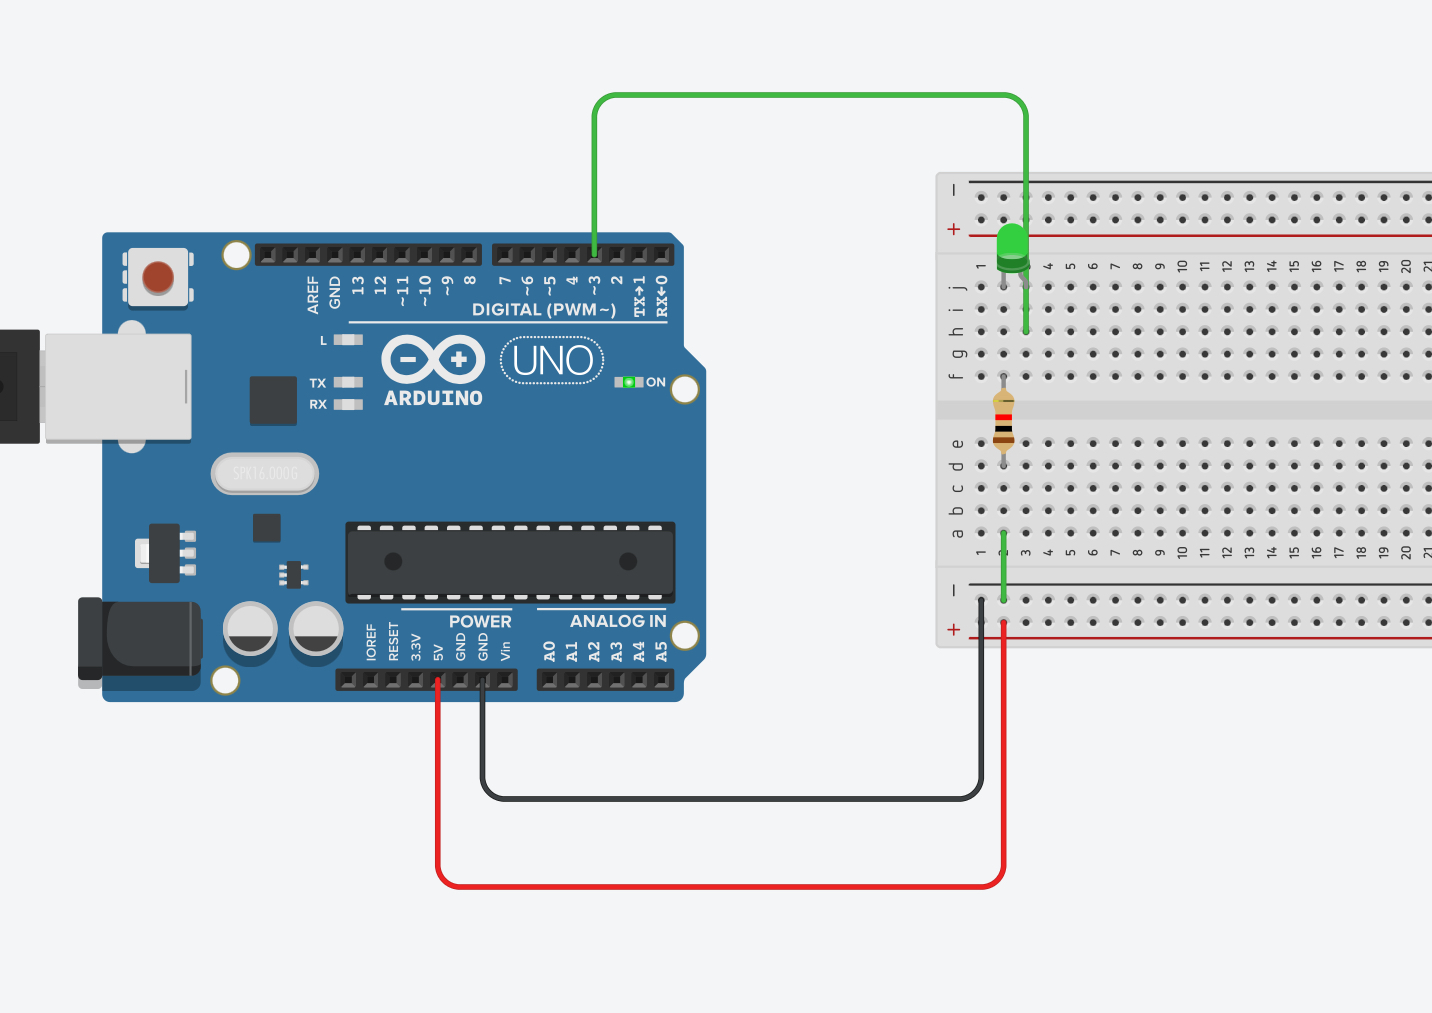 AREF
GND
13
12
~11
~10
~9
8
7
~6
~5
4
~3
2
TX→1
RX←0
DIGITAL (PWM ~)
L
TX
RX
UNO
ON
ARDUINO
SPK16.000G
POWER
ANALOG IN
IOREF
RESET
3.3V
5V
GND
GND
Vin
A0
A1
A2
A3
A4
A5
−
+
1 4 5 6 7 8 9 10 11 12 13 14 15 16 17 18 19 20 21
j
i
h
g
f
e
d
c
b
a
1 2 3 4 5 6 7 8 9 10 11 12 13 14 15 16 17 18 19 20 21
−
+